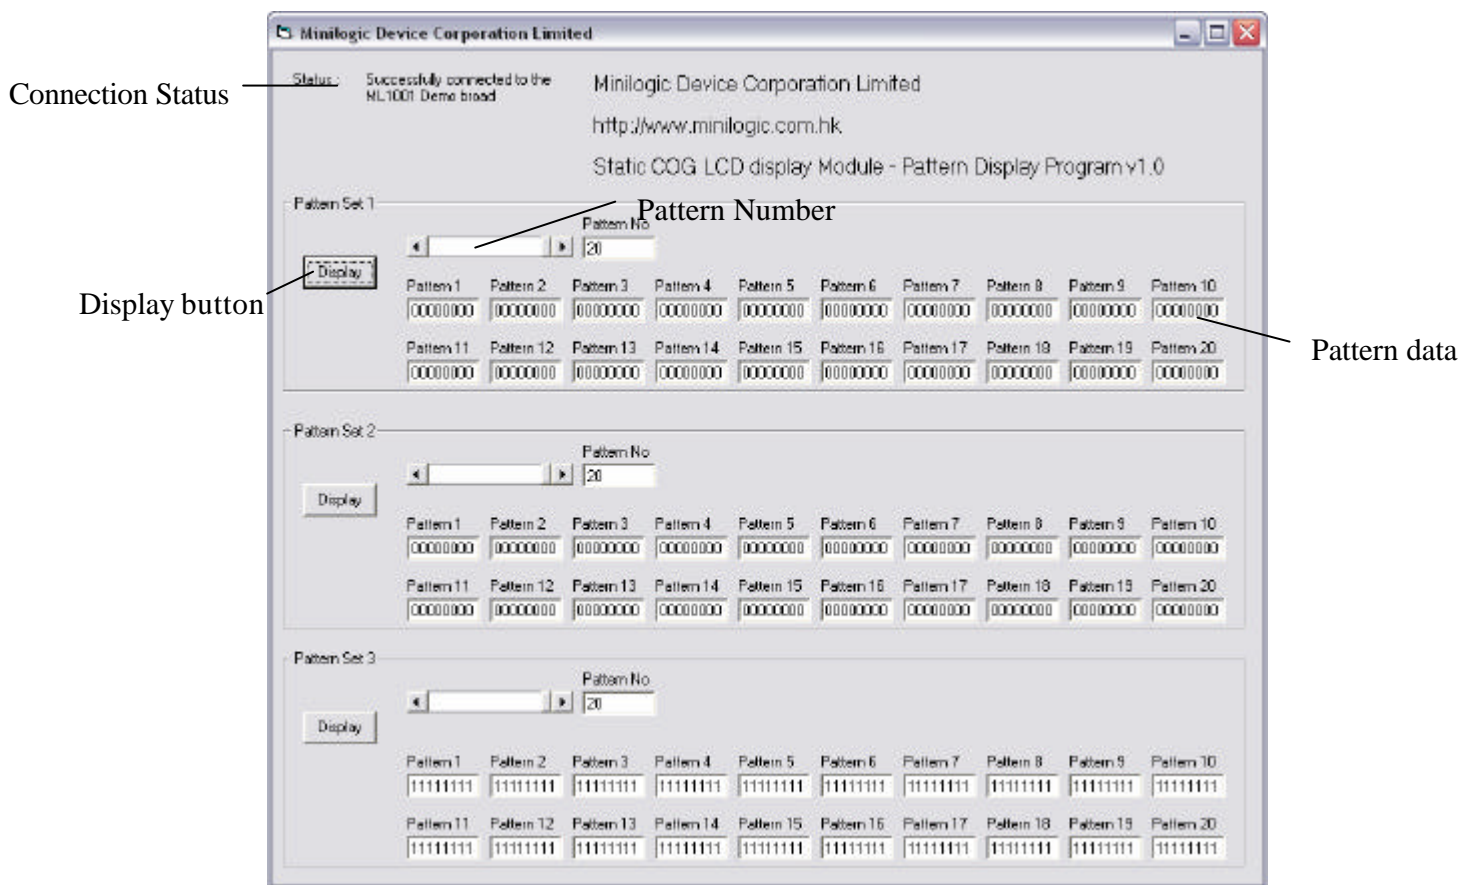 Minilogic Device Corporation Limited
Connection Status
Status :
Successfully connected to the
ML1001 Demo broad
Minilogic Device Corporation Limited
http://www.minilogic.com.hk
Static COG LCD display Module - Pattern Display Program v1.0
Pattern Set 1
Pattern Number
Pattern No
20
Display
Display button
Pattern 1 Pattern 2 Pattern 3 Pattern 4 Pattern 5 Pattern 6 Pattern 7 Pattern 8 Pattern 9 Pattern 10
00000000 00000000 00000000 00000000 00000000 00000000 00000000 00000000 00000000 00000000
Pattern data
Pattern 11 Pattern 12 Pattern 13 Pattern 14 Pattern 15 Pattern 16 Pattern 17 Pattern 18 Pattern 19 Pattern 20
00000000 00000000 00000000 00000000 00000000 00000000 00000000 00000000 00000000 00000000
Pattern Set 2
Pattern No
20
Display
Pattern 1 Pattern 2 Pattern 3 Pattern 4 Pattern 5 Pattern 6 Pattern 7 Pattern 8 Pattern 9 Pattern 10
00000000 00000000 00000000 00000000 00000000 00000000 00000000 00000000 00000000 00000000
Pattern 11 Pattern 12 Pattern 13 Pattern 14 Pattern 15 Pattern 16 Pattern 17 Pattern 18 Pattern 19 Pattern 20
00000000 00000000 00000000 00000000 00000000 00000000 00000000 00000000 00000000 00000000
Pattern Set 3
Pattern No
20
Display
Pattern 1 Pattern 2 Pattern 3 Pattern 4 Pattern 5 Pattern 6 Pattern 7 Pattern 8 Pattern 9 Pattern 10
11111111 11111111 11111111 11111111 11111111 11111111 11111111 11111111 11111111 11111111
Pattern 11 Pattern 12 Pattern 13 Pattern 14 Pattern 15 Pattern 16 Pattern 17 Pattern 18 Pattern 19 Pattern 20
11111111 11111111 11111111 11111111 11111111 11111111 11111111 11111111 11111111 11111111